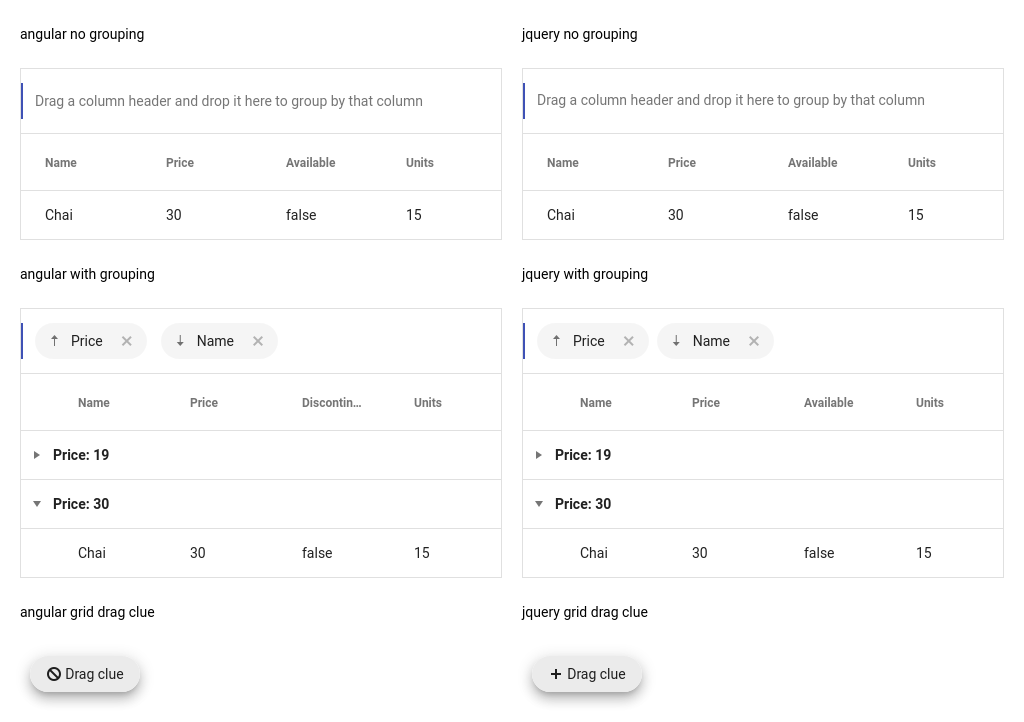 angular no grouping
jquery no grouping
Drag a column header and drop it here to group by that column
Drag a column header and drop it here to group by that column
Name Price Available Units
Name Price Available Units
Chai 30 false 15
Chai 30 false 15
angular with grouping
jquery with grouping
Price Name
Price Name
Name Price Discontin... Units
Name Price Available Units
Price: 19
Price: 19
Price: 30
Price: 30
Chai 30 false 15
Chai 30 false 15
angular grid drag clue
jquery grid drag clue
Drag clue
Drag clue